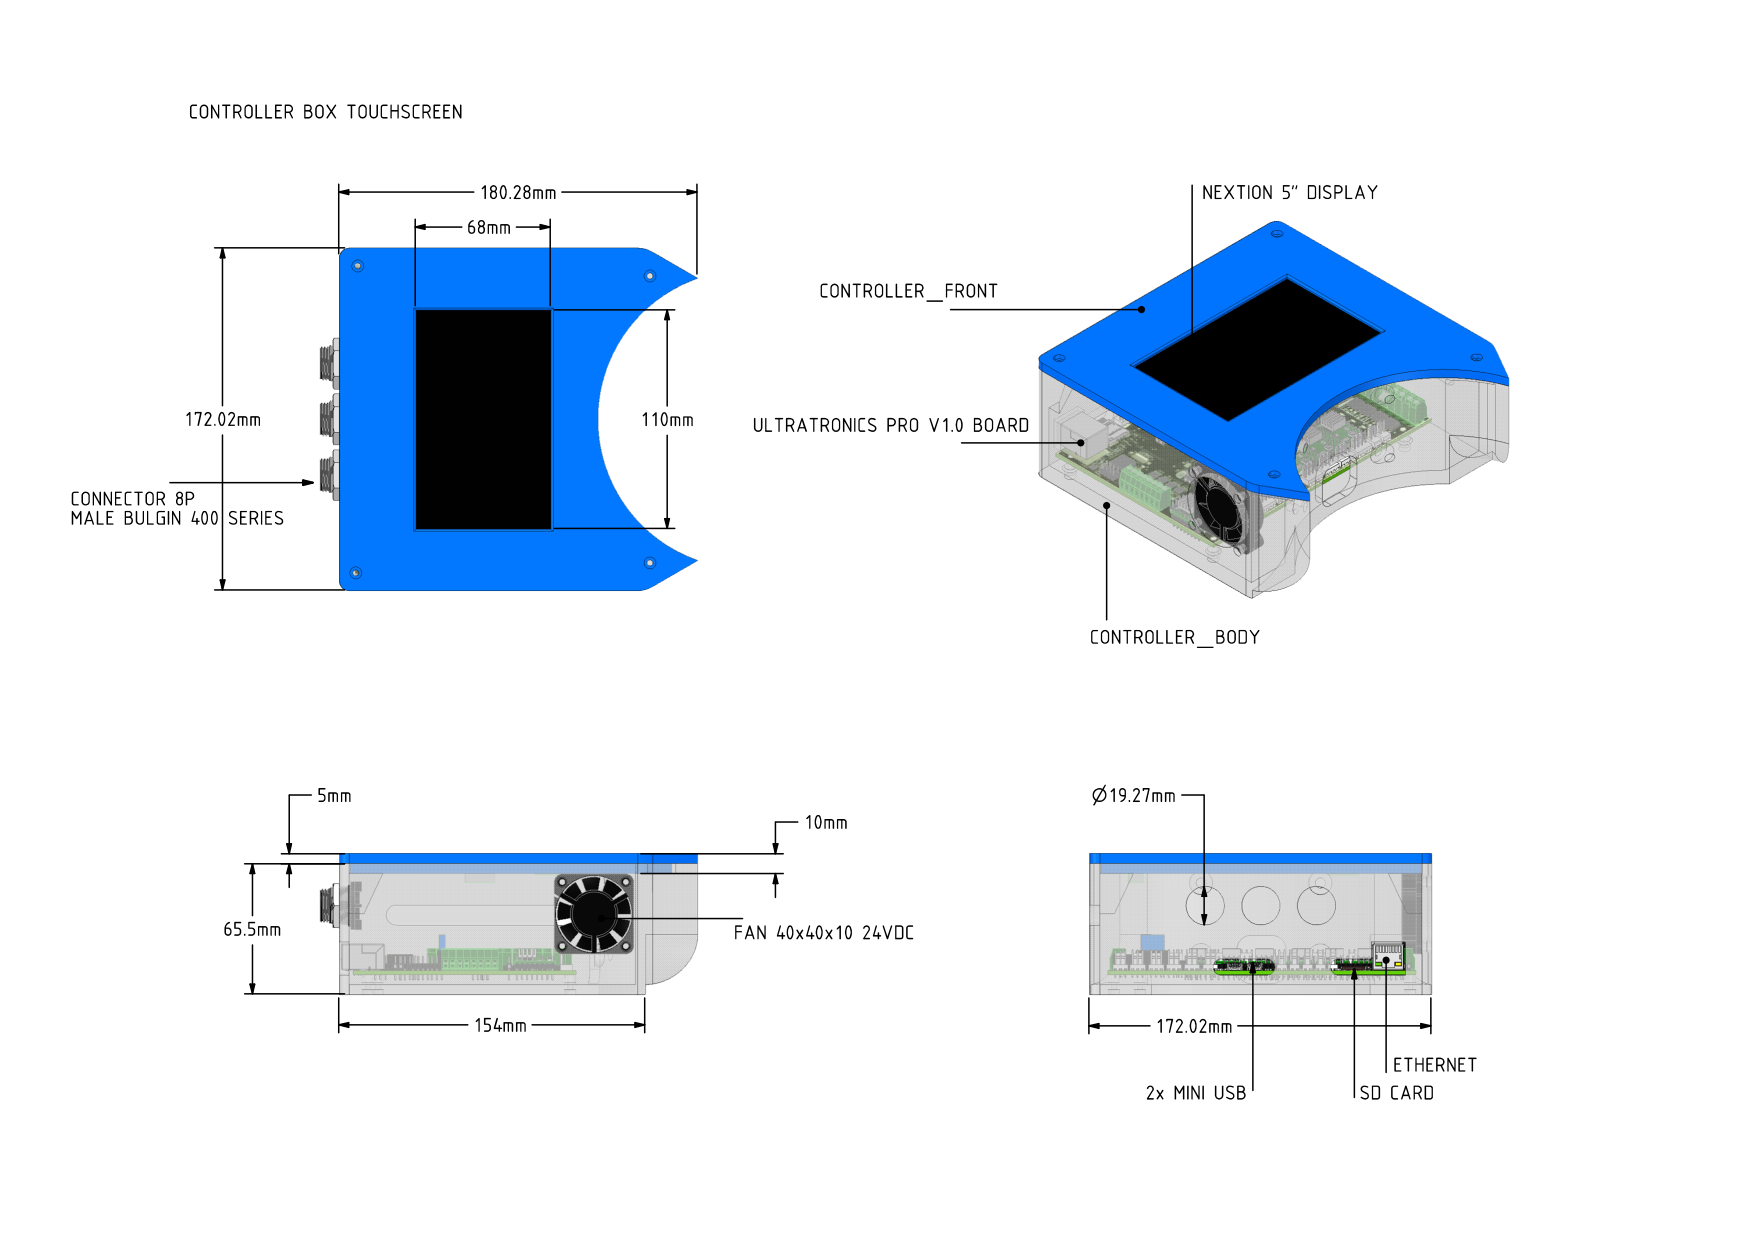 CONTROLLER BOX TOUCHSCREEN
180.28mm
68mm
172.02mm
110mm
CONNECTOR 8P
MALE BULGIN 400 SERIES
NEXTION 5" DISPLAY
CONTROLLER_FRONT
ULTRATRONICS PRO V1.0 BOARD
CONTROLLER_BODY
5mm
10mm
65.5mm
FAN 40x40x10 24VDC
154mm
Ø19.27mm
172.02mm
ETHERNET
2x MINI USB
SD CARD